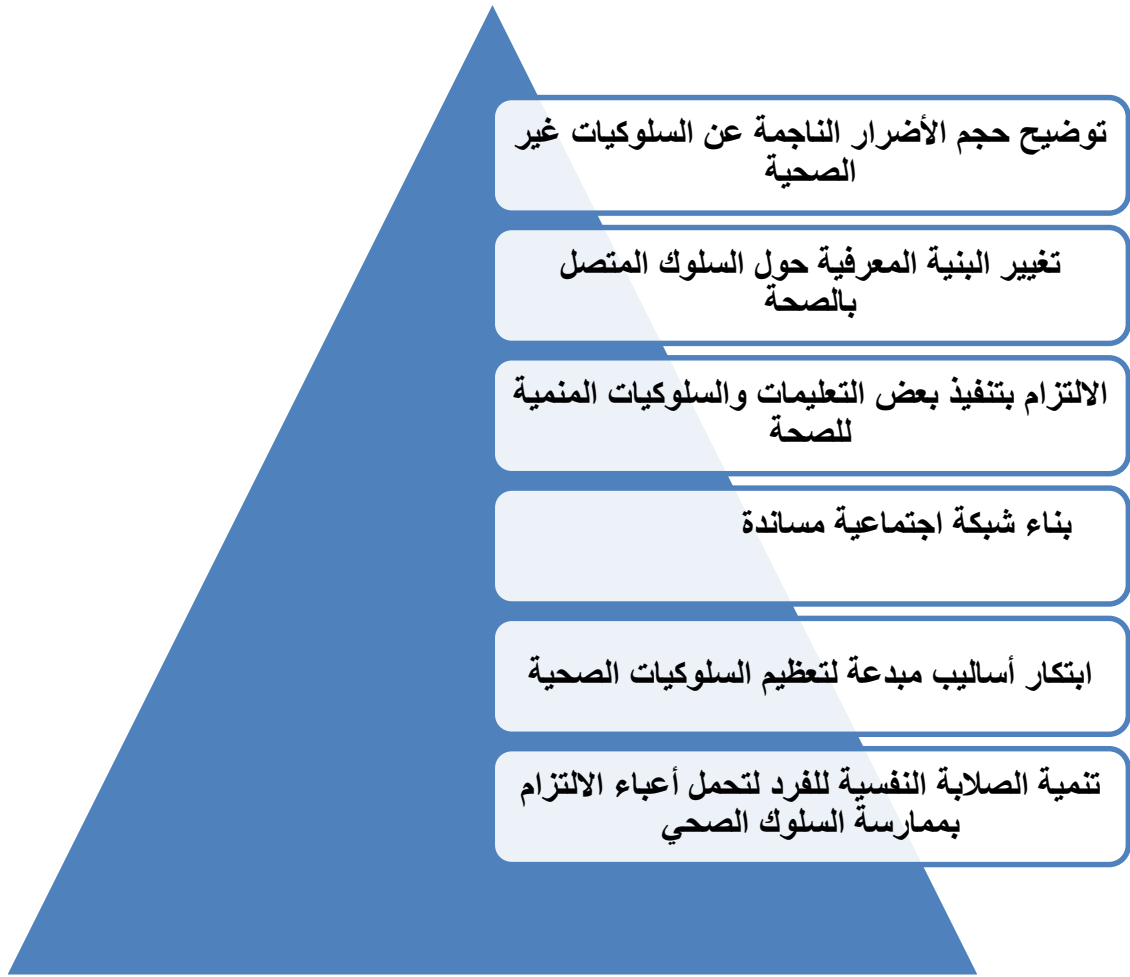 توضيح حجم الأضرار الناجمة عن السلوكيات غير
الصحية
تغيير البنية المعرفية حول السلوك المتصل
بالصحة
الالتزام بتنفيذ بعض التعليمات والسلوكيات المنمية
للصحة
بناء شبكة اجتماعية مساندة
ابتكار أساليب مبدعة لتعظيم السلوكيات الصحية
تنمية الصلابة النفسية للفرد لتحمل أعباء الالتزام
بممارسة السلوك الصحي